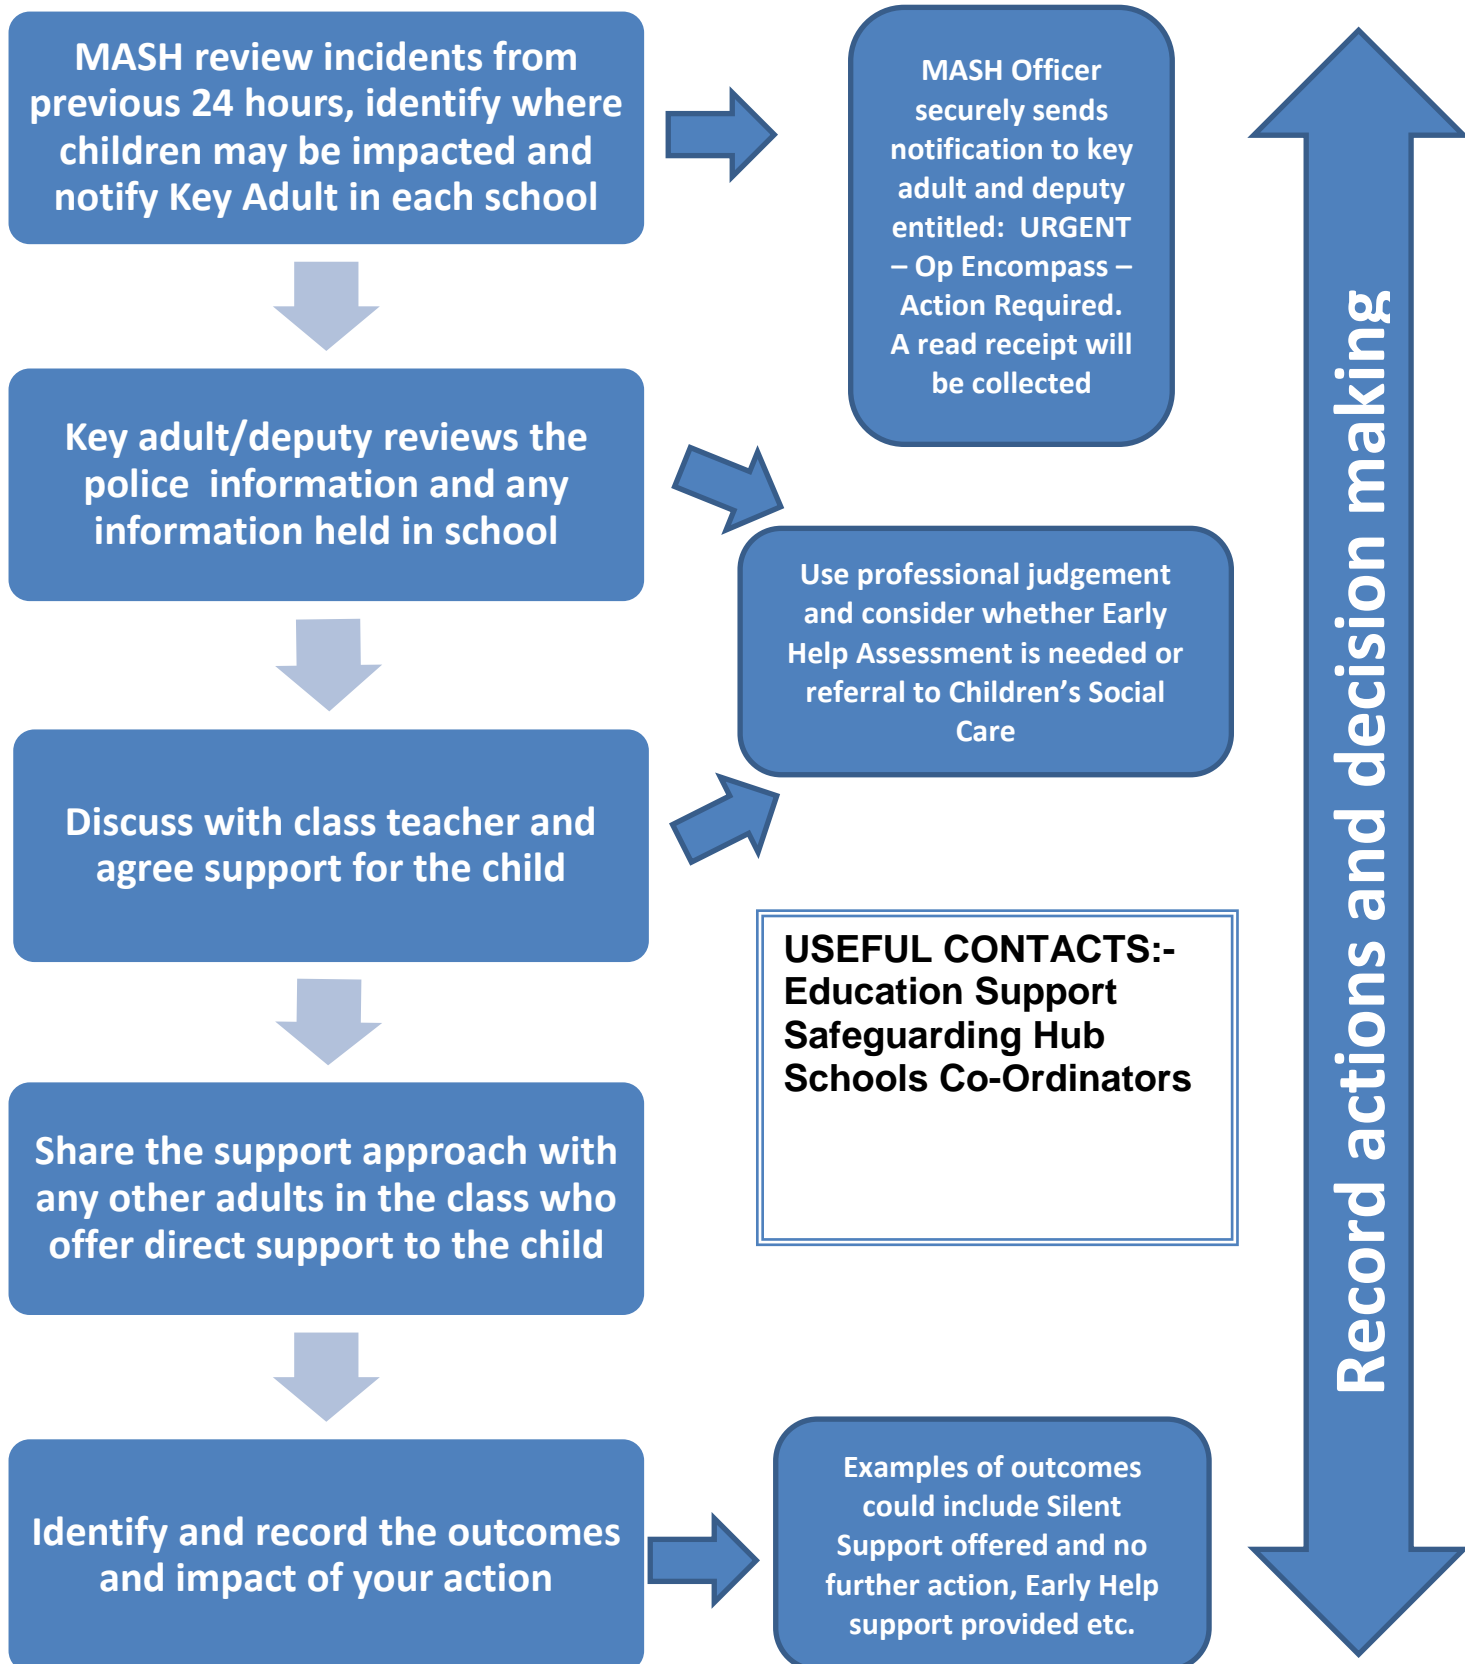 MASH review incidents from
previous 24 hours, identify where
children may be impacted and
notify Key Adult in each school
MASH Officer
securely sends
notification to key
adult and deputy
entitled: URGENT
– Op Encompass –
Action Required.
A read receipt will
be collected
Key adult/deputy reviews the
police information and any
information held in school
Use professional judgement
and consider whether Early
Help Assessment is needed or
referral to Children’s Social
Care
Discuss with class teacher and
agree support for the child
USEFUL CONTACTS:-
Education Support
Safeguarding Hub
Schools Co-Ordinators
Share the support approach with
any other adults in the class who
offer direct support to the child
Identify and record the outcomes
and impact of your action
Examples of outcomes
could include Silent
Support offered and no
further action, Early Help
support provided etc.
Record actions and decision making